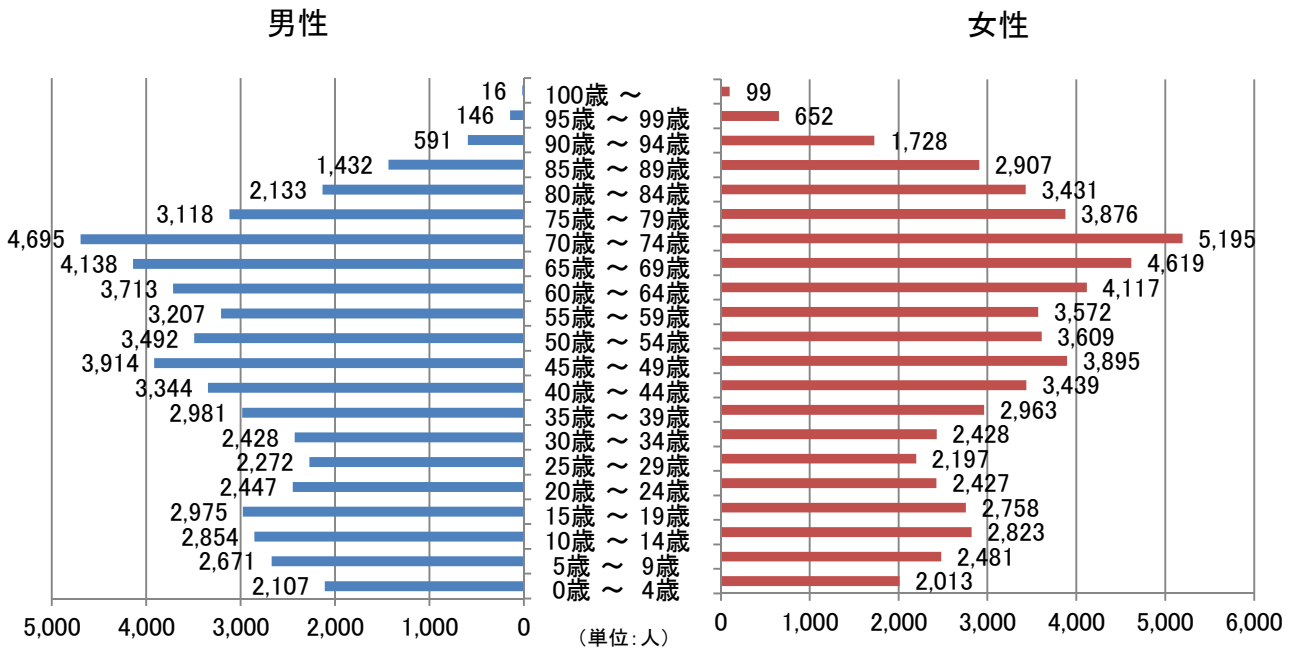 男性 女性
16 100歳 ～ 99
146 95歳 ～ 99歳 652
591 90歳 ～ 94歳 1,728
1,432 85歳 ～ 89歳 2,907
2,133 80歳 ～ 84歳 3,431
3,118 75歳 ～ 79歳 3,876
4,695 70歳 ～ 74歳 5,195
4,138 65歳 ～ 69歳 4,619
3,713 60歳 ～ 64歳 4,117
3,207 55歳 ～ 59歳 3,572
3,492 50歳 ～ 54歳 3,609
3,914 45歳 ～ 49歳 3,895
3,344 40歳 ～ 44歳 3,439
2,981 35歳 ～ 39歳 2,963
2,428 30歳 ～ 34歳 2,428
2,272 25歳 ～ 29歳 2,197
2,447 20歳 ～ 24歳 2,427
2,975 15歳 ～ 19歳 2,758
2,854 10歳 ～ 14歳 2,823
2,671 5歳 ～ 9歳 2,481
2,107 0歳 ～ 4歳 2,013
5,000 4,000 3,000 2,000 1,000 0 （単位：人） 0 1,000 2,000 3,000 4,000 5,000 6,000